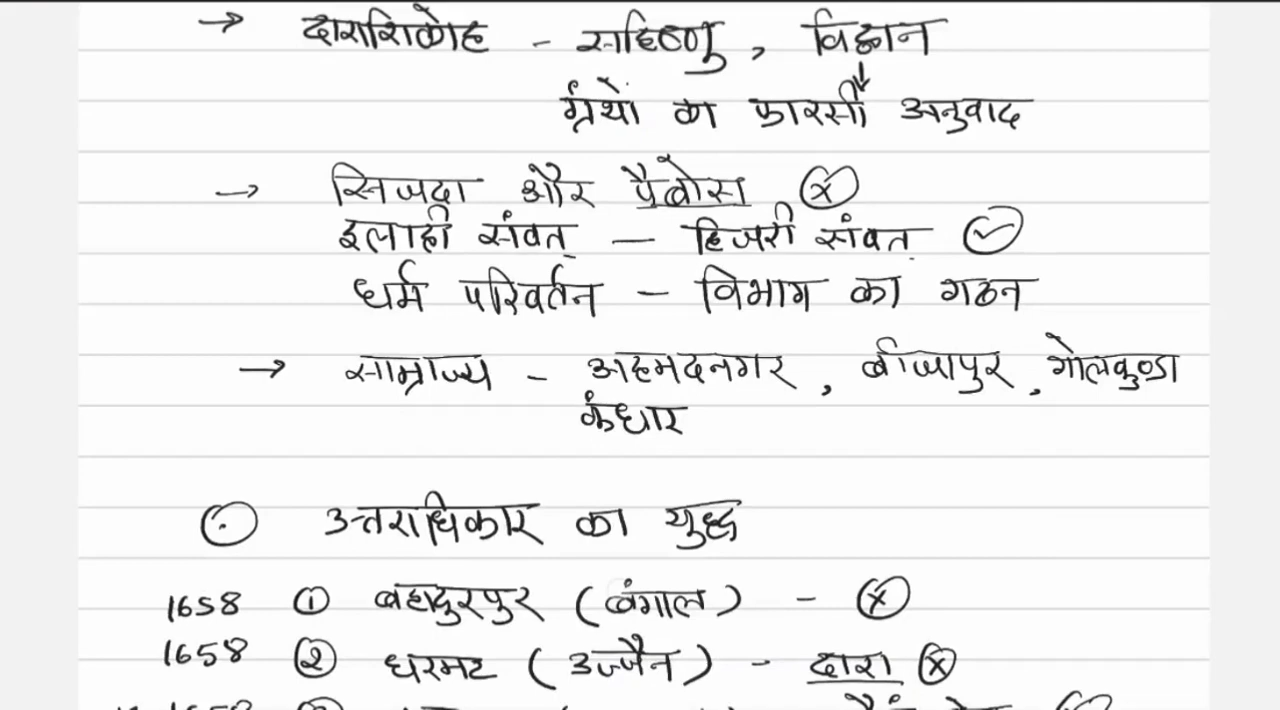 → दाराशिकोह - सहिष्णु, विद्वान
ग्रंथों का फारसी अनुवाद
→ सिजदा और पैबोस ⓧ
इलाही संवत् — हिजरी संवत् ✓
धर्म परिवर्तन — विभाग का गठन
→ साम्राज्य - अहमदनगर, बीजापुर, गोलकुण्डा
कंधार
⊙ उत्तराधिकार का युद्ध
1658 ① बहादुरपुर (बंगाल) - ⓧ
1658 ② धरमट (उज्जैन) - दारा ⓧ